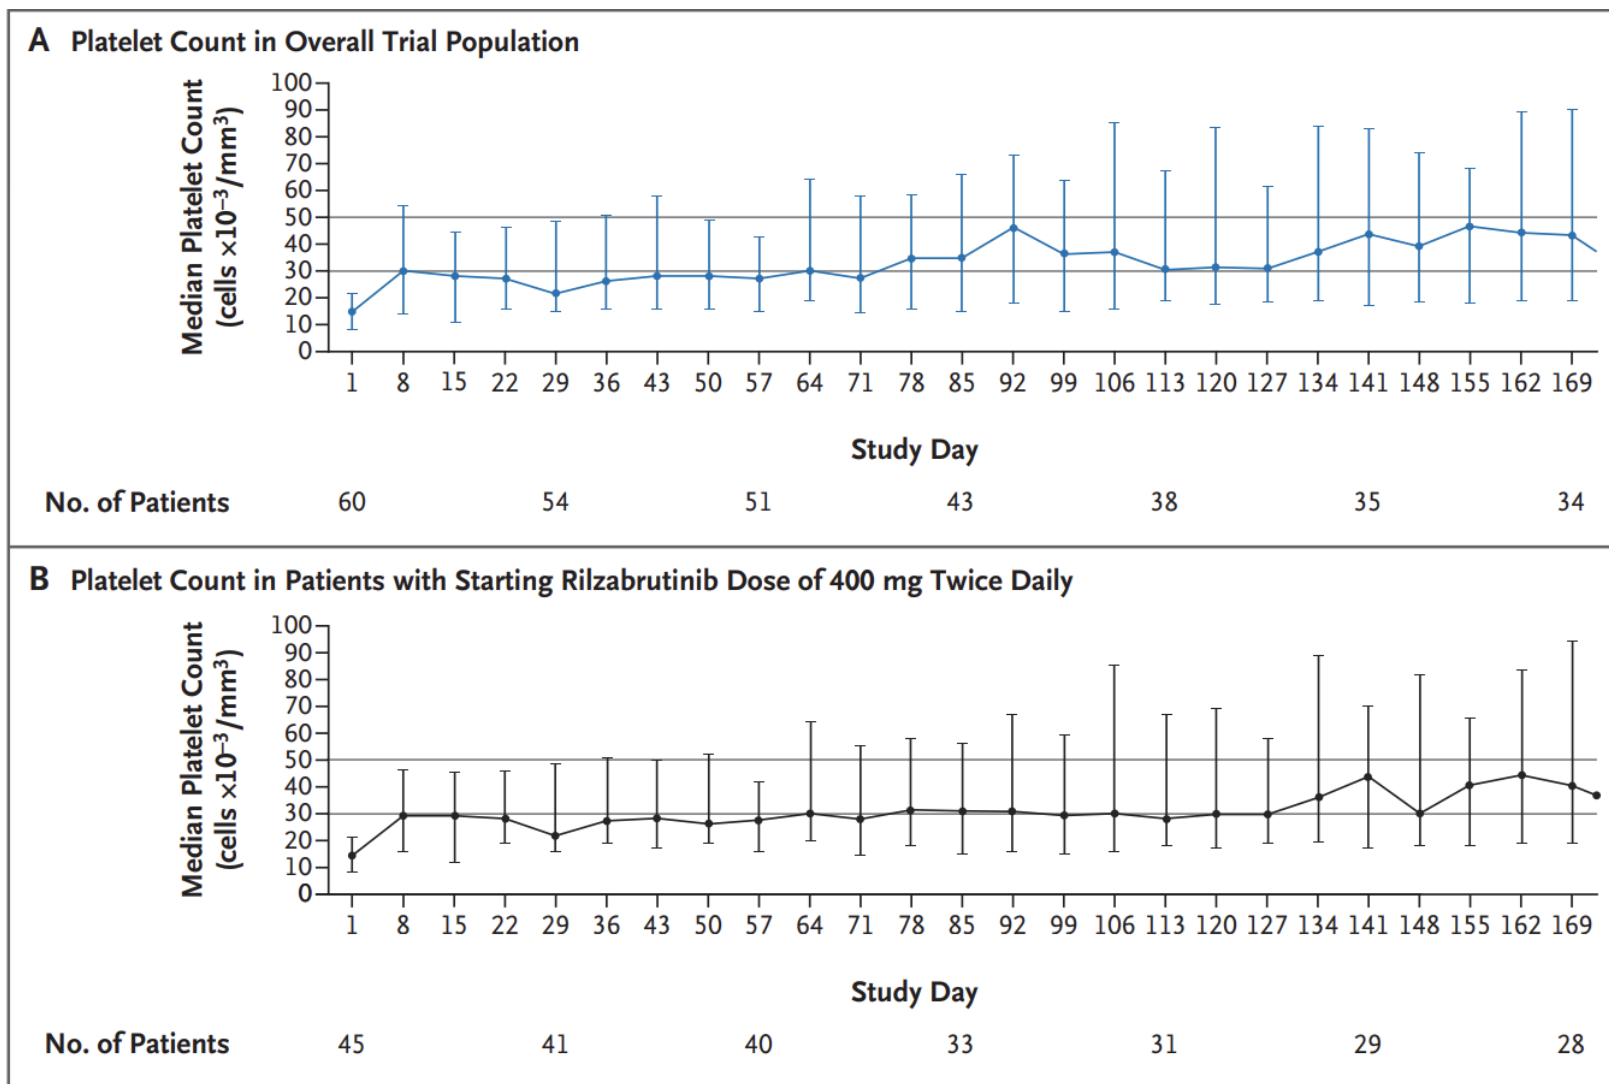 A Platelet Count in Overall Trial Population
Median Platelet Count
(cells ×10⁻³/mm³)
100
90
80
70
60
50
40
30
20
10
0
1 8 15 22 29 36 43 50 57 64 71 78 85 92 99 106 113 120 127 134 141 148 155 162 169
Study Day
No. of Patients 60 54 51 43 38 35 34
B Platelet Count in Patients with Starting Rilzabrutinib Dose of 400 mg Twice Daily
Median Platelet Count
(cells ×10⁻³/mm³)
100
90
80
70
60
50
40
30
20
10
0
1 8 15 22 29 36 43 50 57 64 71 78 85 92 99 106 113 120 127 134 141 148 155 162 169
Study Day
No. of Patients 45 41 40 33 31 29 28